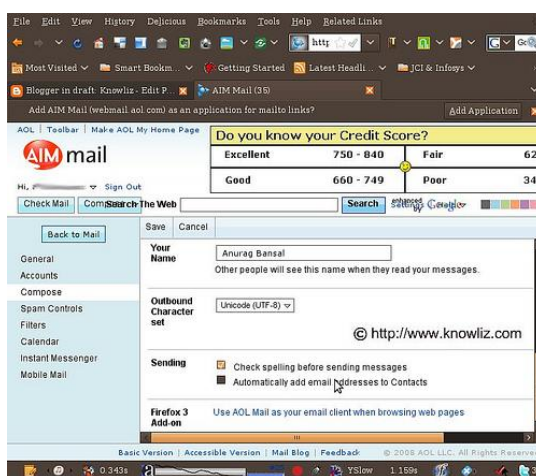 File Edit View History Delicious Bookmarks Tools Help Related Links
http
Most Visited Smart Bookm... Getting Started Latest Headli... JCI & Infosys
Blogger in draft: Knowliz - Edit P... AIM Mail (35)
Add AIM Mail (webmail.aol.com) as an application for mailto links? Add Application
AOL | Toolbar | Make AOL My Home Page
Do you know your Credit Score?
AIM mail
Excellent 750 - 840 Fair 62
Good 660 - 749 Poor 34
Hi, Sign Out
Check Mail Search The Web Search enhanced by Google
Back to Mail
Save Cancel
General
Accounts
Compose
Spam Controls
Filters
Calendar
Instant Messenger
Mobile Mail
Your Name Anurag Bansal
Other people will see this name when they read your messages.
Outbound Character set Unicode (UTF-8)
© http://www.knowliz.com
Sending Check spelling before sending messages
Automatically add email addresses to Contacts
Firefox 3 Add-on Use AOL Mail as your email client when browsing web pages
Basic Version | Accessible Version | Mail Blog | Feedback © 2008 AOL LLC. All Rights Reserve
0.343s YSlow 1.159s